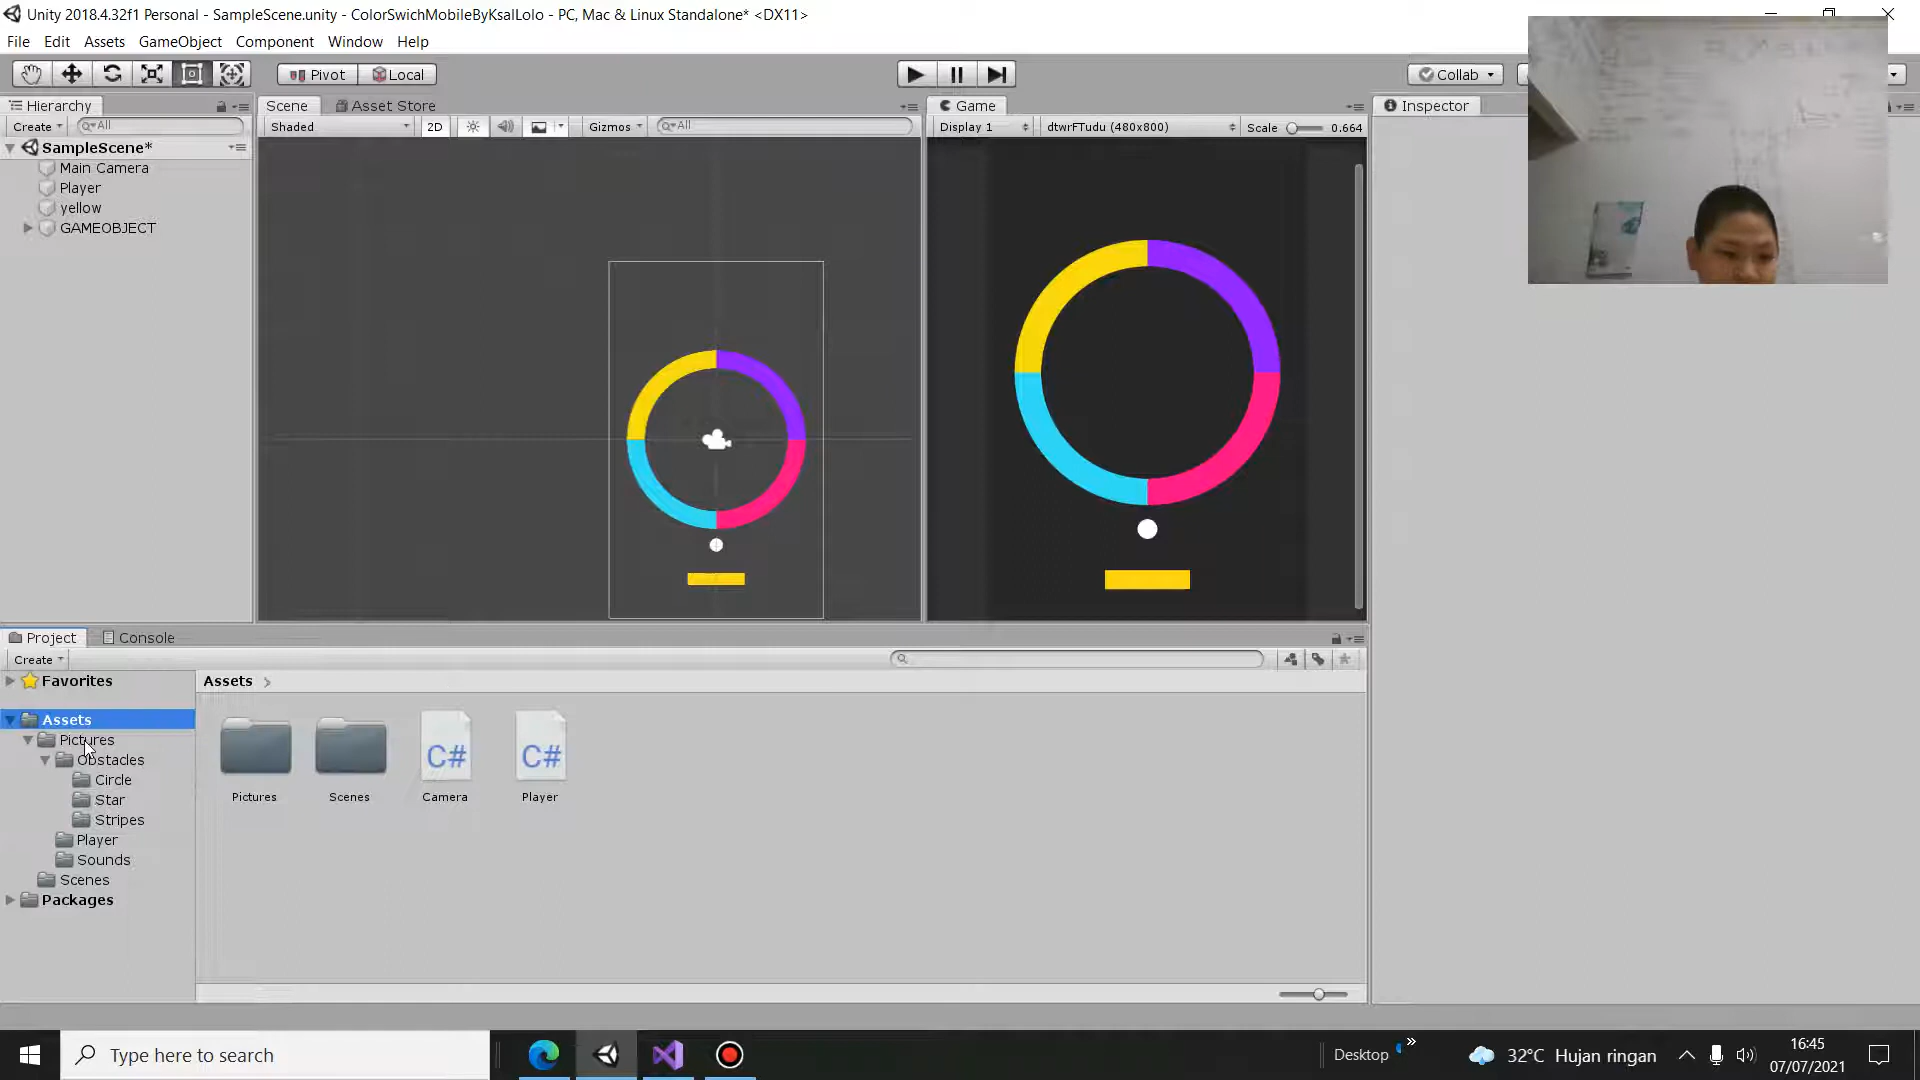 Unity 2018.4.32f1 Personal - SampleScene.unity - ColorSwichMobileByKsalLolo - PC, Mac & Linux Standalone* <DX11>
File Edit Assets GameObject Component Window Help
Pivot Local Collab
Hierarchy
Create All
SampleScene*
Main Camera
Player
yellow
GAMEOBJECT
Scene Asset Store
Shaded 2D Gizmos All
Game
Display 1 dtwrFTudu (480x800) Scale 0.664
Inspector
Project Console
Create
Favorites
Assets
Pictures
Obstacles
Circle
Star
Stripes
Player
Sounds
Scenes
Packages
Assets
Pictures Scenes C# Camera C# Player
Type here to search
Desktop
32°C Hujan ringan
16:45
07/07/2021